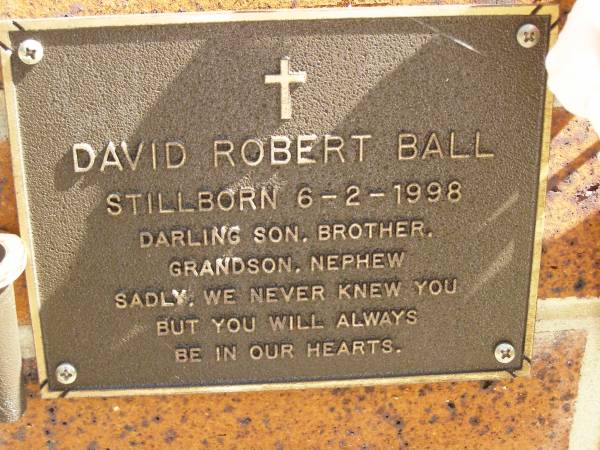 DAVID ROBERT BALL
STILLBORN 6-2-1998
DARLING SON, BROTHER,
GRANDSON, NEPHEW
SADLY, WE NEVER KNEW YOU
BUT YOU WILL ALWAYS
BE IN OUR HEARTS.